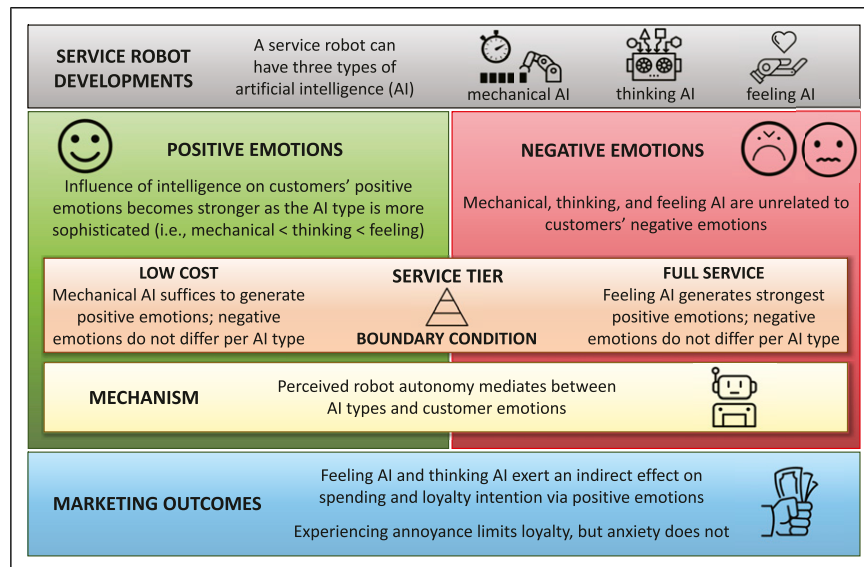 SERVICE ROBOT
DEVELOPMENTS
A service robot can
have three types of
artificial intelligence (AI)
mechanical AI
thinking AI
feeling AI
POSITIVE EMOTIONS
Influence of intelligence on customers’ positive
emotions becomes stronger as the AI type is more
sophisticated (i.e., mechanical < thinking < feeling)
NEGATIVE EMOTIONS
Mechanical, thinking, and feeling AI are unrelated to
customers’ negative emotions
LOW COST
Mechanical AI suffices to generate
positive emotions; negative
emotions do not differ per AI type
SERVICE TIER
BOUNDARY CONDITION
FULL SERVICE
Feeling AI generates strongest
positive emotions; negative
emotions do not differ per AI type
MECHANISM
Perceived robot autonomy mediates between
AI types and customer emotions
MARKETING OUTCOMES
Feeling AI and thinking AI exert an indirect effect on
spending and loyalty intention via positive emotions
Experiencing annoyance limits loyalty, but anxiety does not